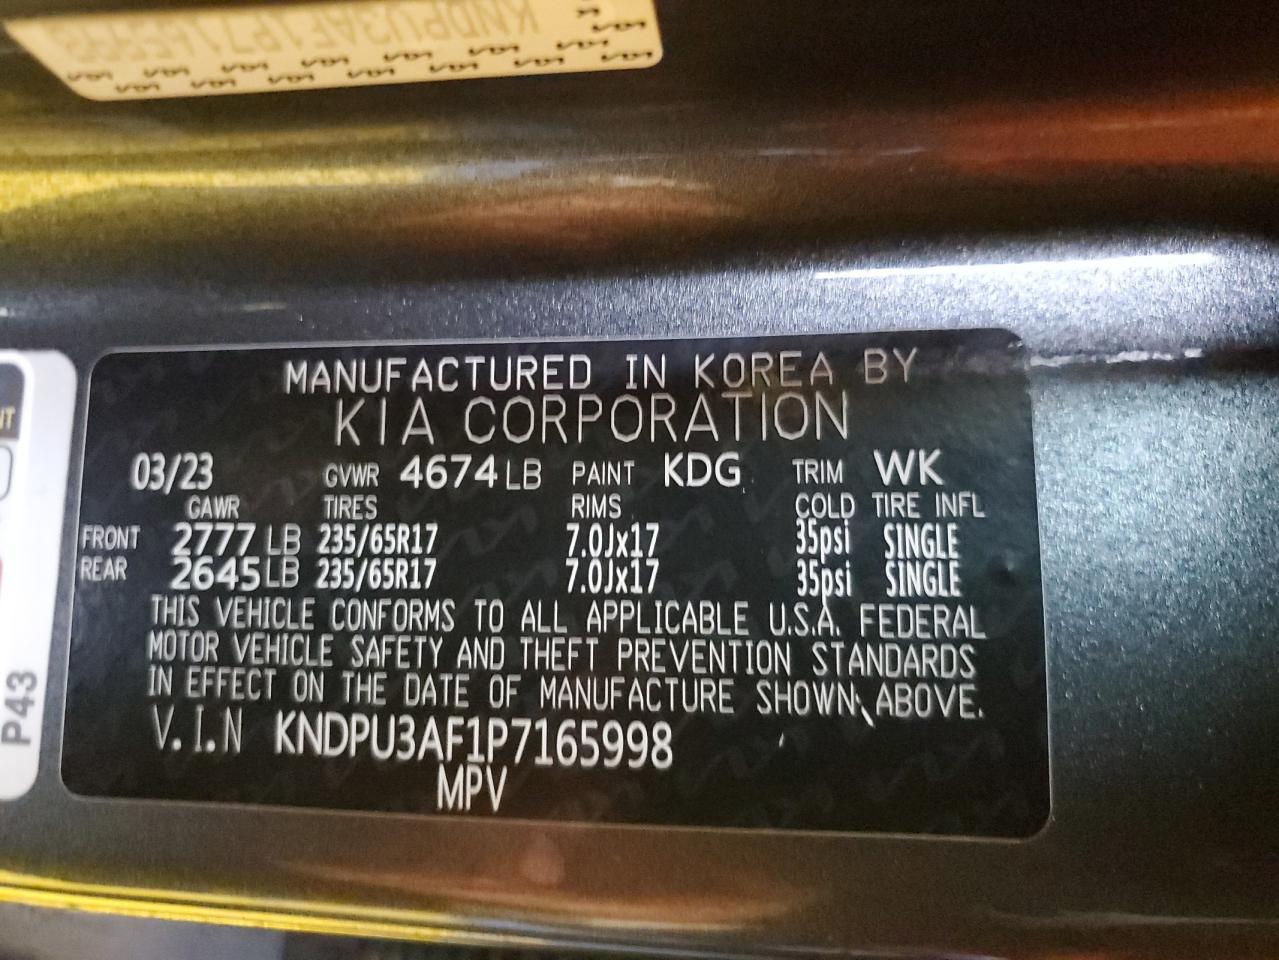 MANUFACTURED IN KOREA BY
KIA CORPORATION
03/23 GVWR 4674 LB PAINT KDG TRIM WK
GAWR TIRES RIMS COLD TIRE INFL
FRONT 2777 LB 235/65R17 7.0Jx17 35psi SINGLE
REAR 2645 LB 235/65R17 7.0Jx17 35psi SINGLE
THIS VEHICLE CONFORMS TO ALL APPLICABLE U.S.A. FEDERAL
MOTOR VEHICLE SAFETY AND THEFT PREVENTION STANDARDS
IN EFFECT ON THE DATE OF MANUFACTURE SHOWN ABOVE.
V.I.N KNDPU3AF1P7165998
MPV
P43